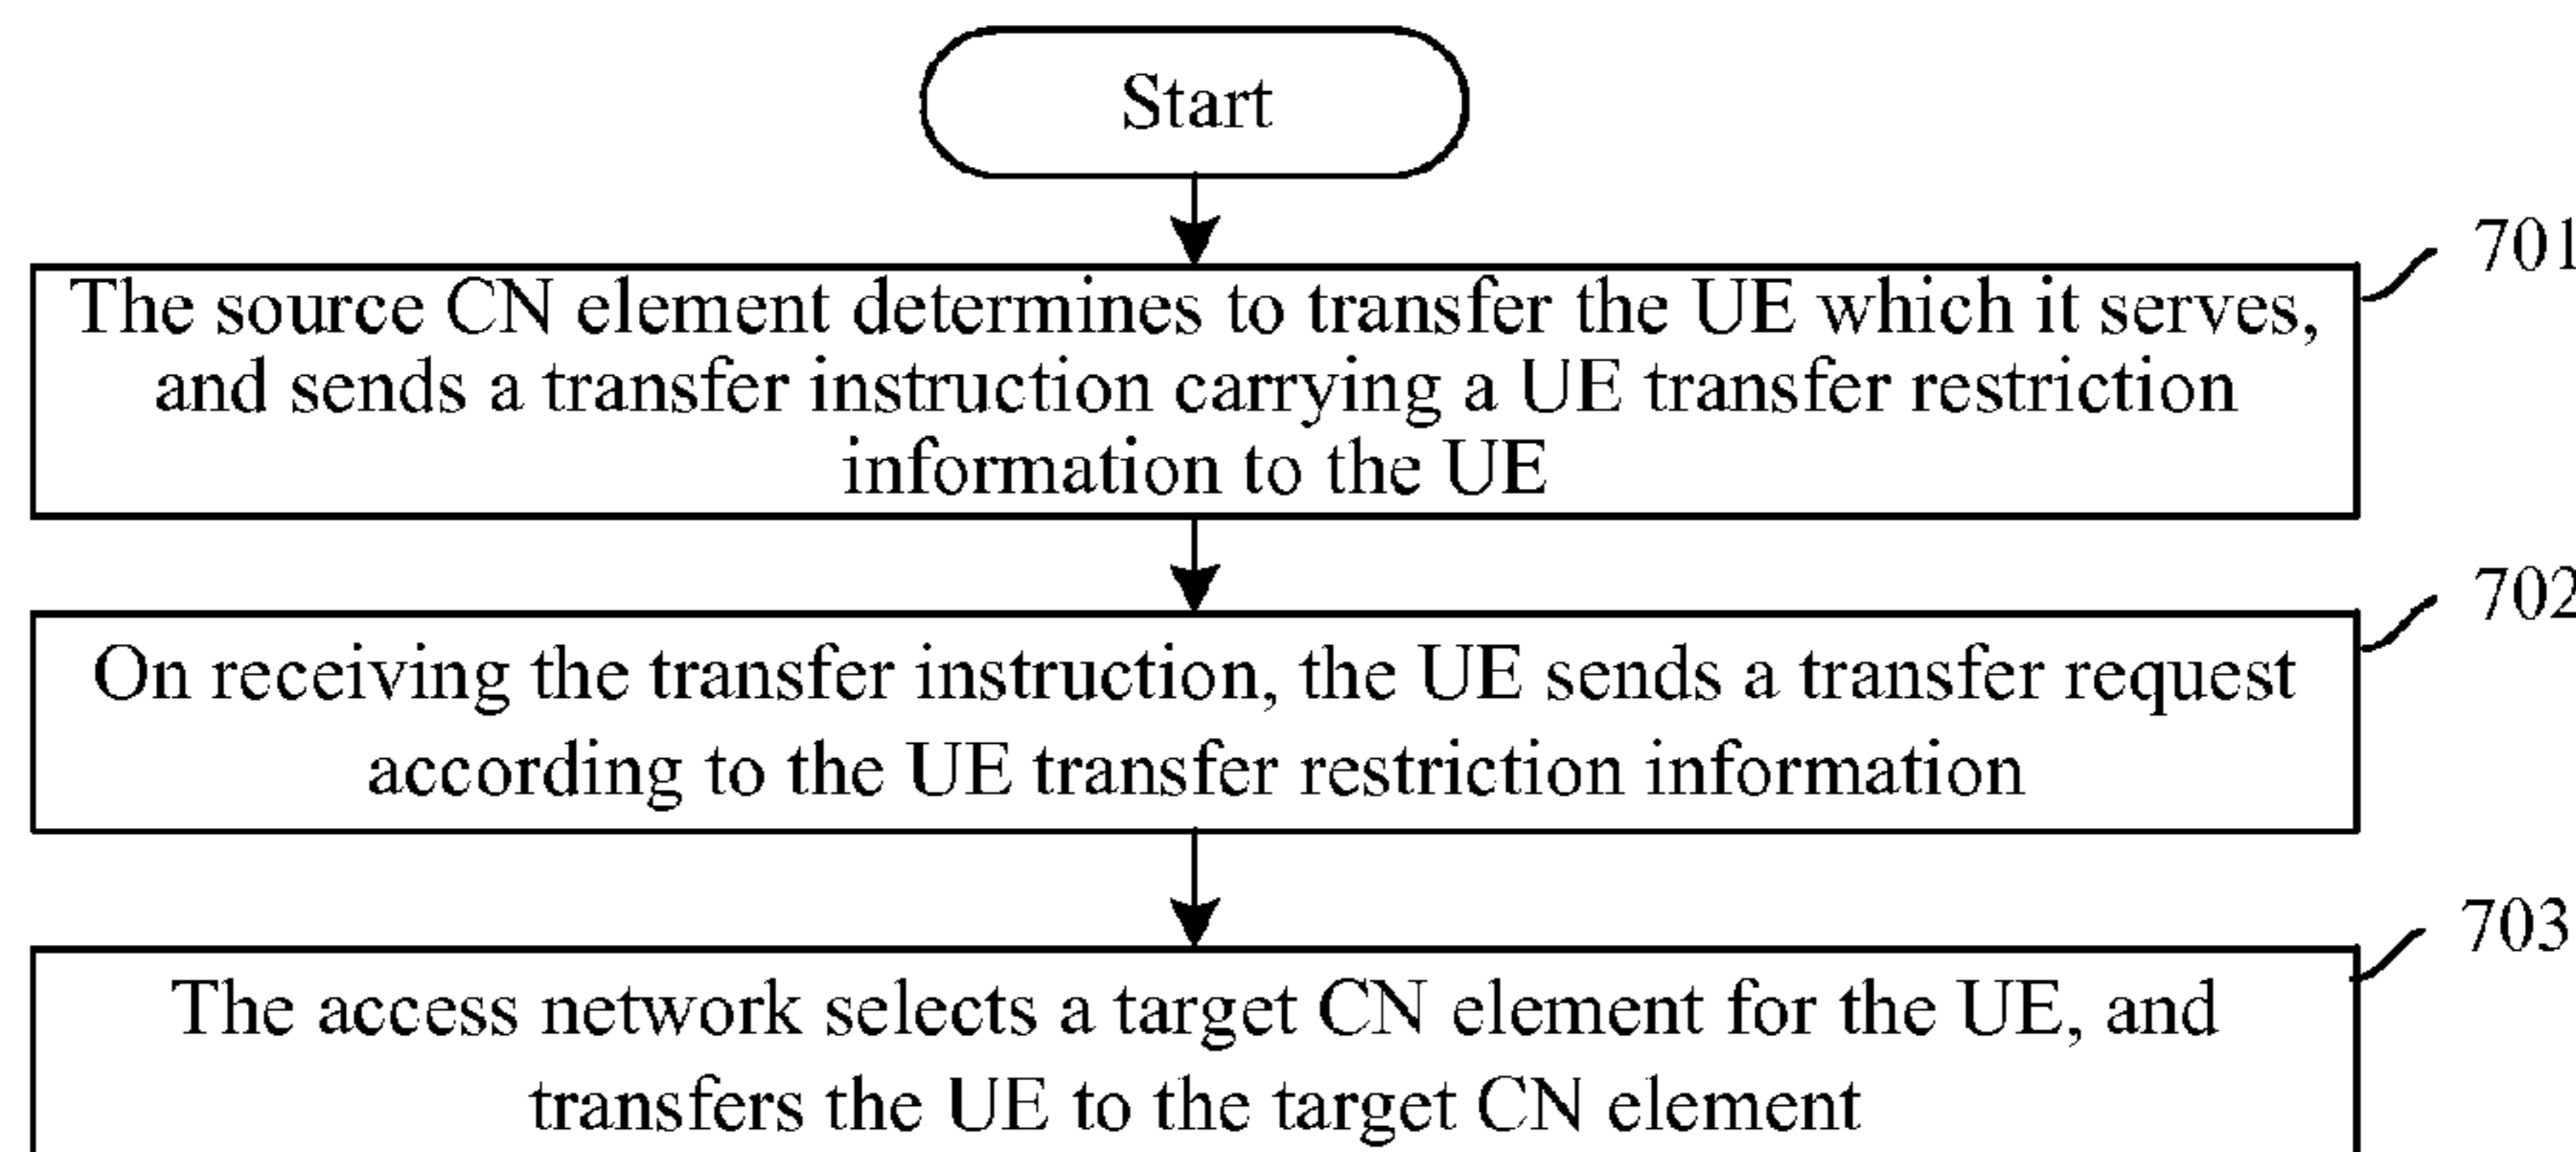 Start
701
The source CN element determines to transfer the UE which it serves,
and sends a transfer instruction carrying a UE transfer restriction
information to the UE
702
On receiving the transfer instruction, the UE sends a transfer request
according to the UE transfer restriction information
703
The access network selects a target CN element for the UE, and
transfers the UE to the target CN element